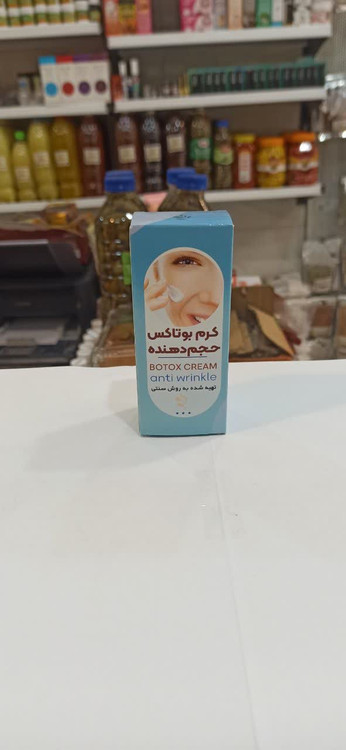 کرم بوتاکس
حجم‌دهنده
BOTOX CREAM
anti wrinkle
تهیه شده به روش سنتی